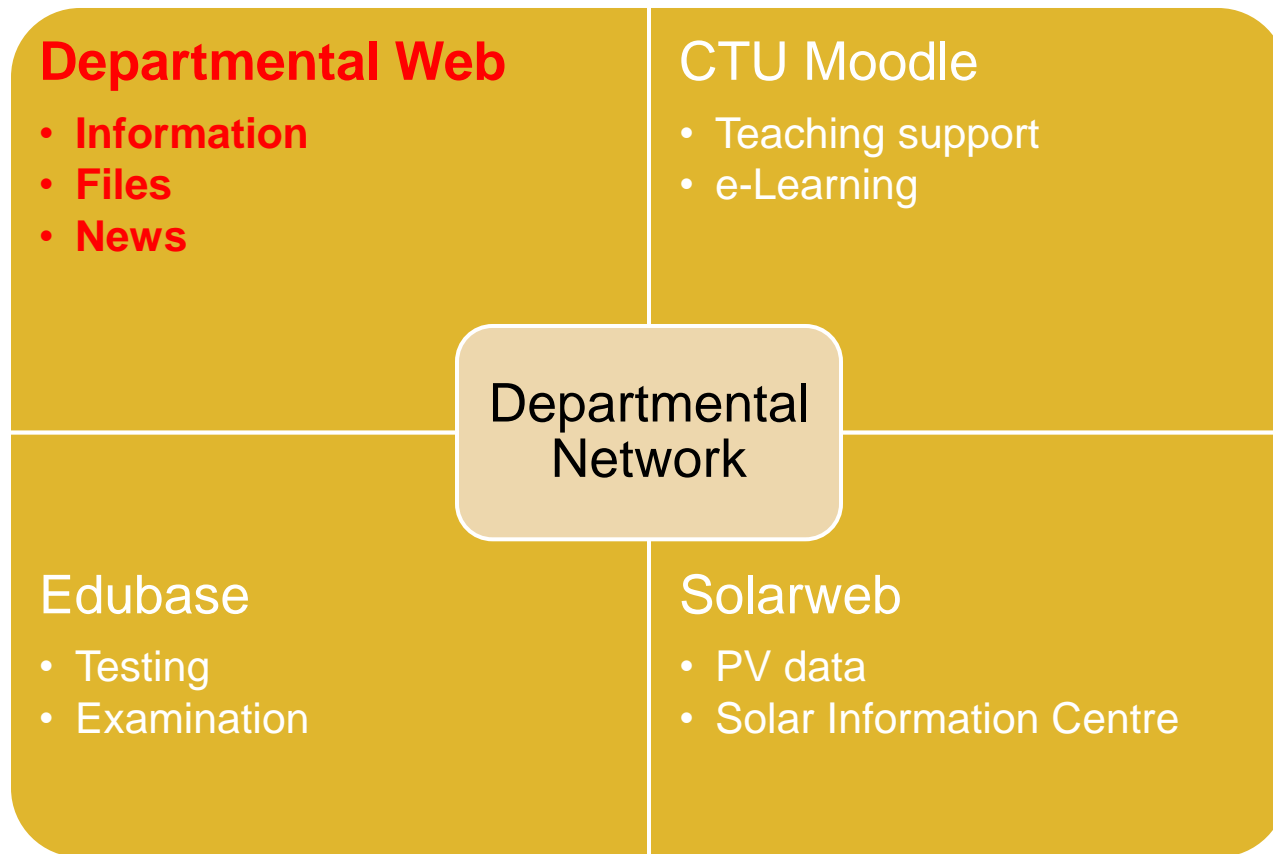 Departmental Web
• Information
• Files
• News
CTU Moodle
• Teaching support
• e-Learning
Departmental
Network
Edubase
• Testing
• Examination
Solarweb
• PV data
• Solar Information Centre